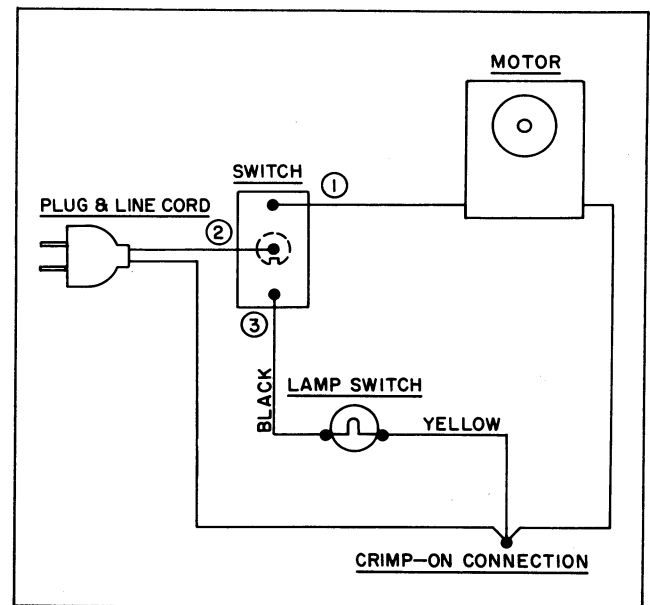 MOTOR
SWITCH
①
PLUG & LINE CORD
②
③
BLACK
LAMP SWITCH
YELLOW
CRIMP-ON CONNECTION